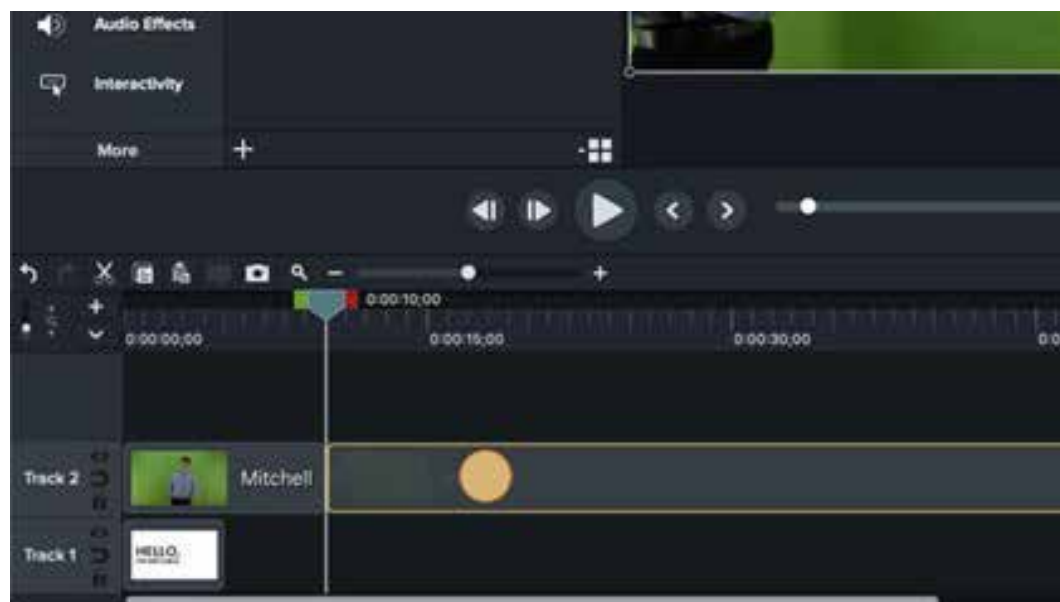 Audio Effects
Interactivity
More
0:00:10;00
0:00:00;00
0:00:15;00
0:00:30;00
Track 2
Mitchell
Track 1
HELLO,